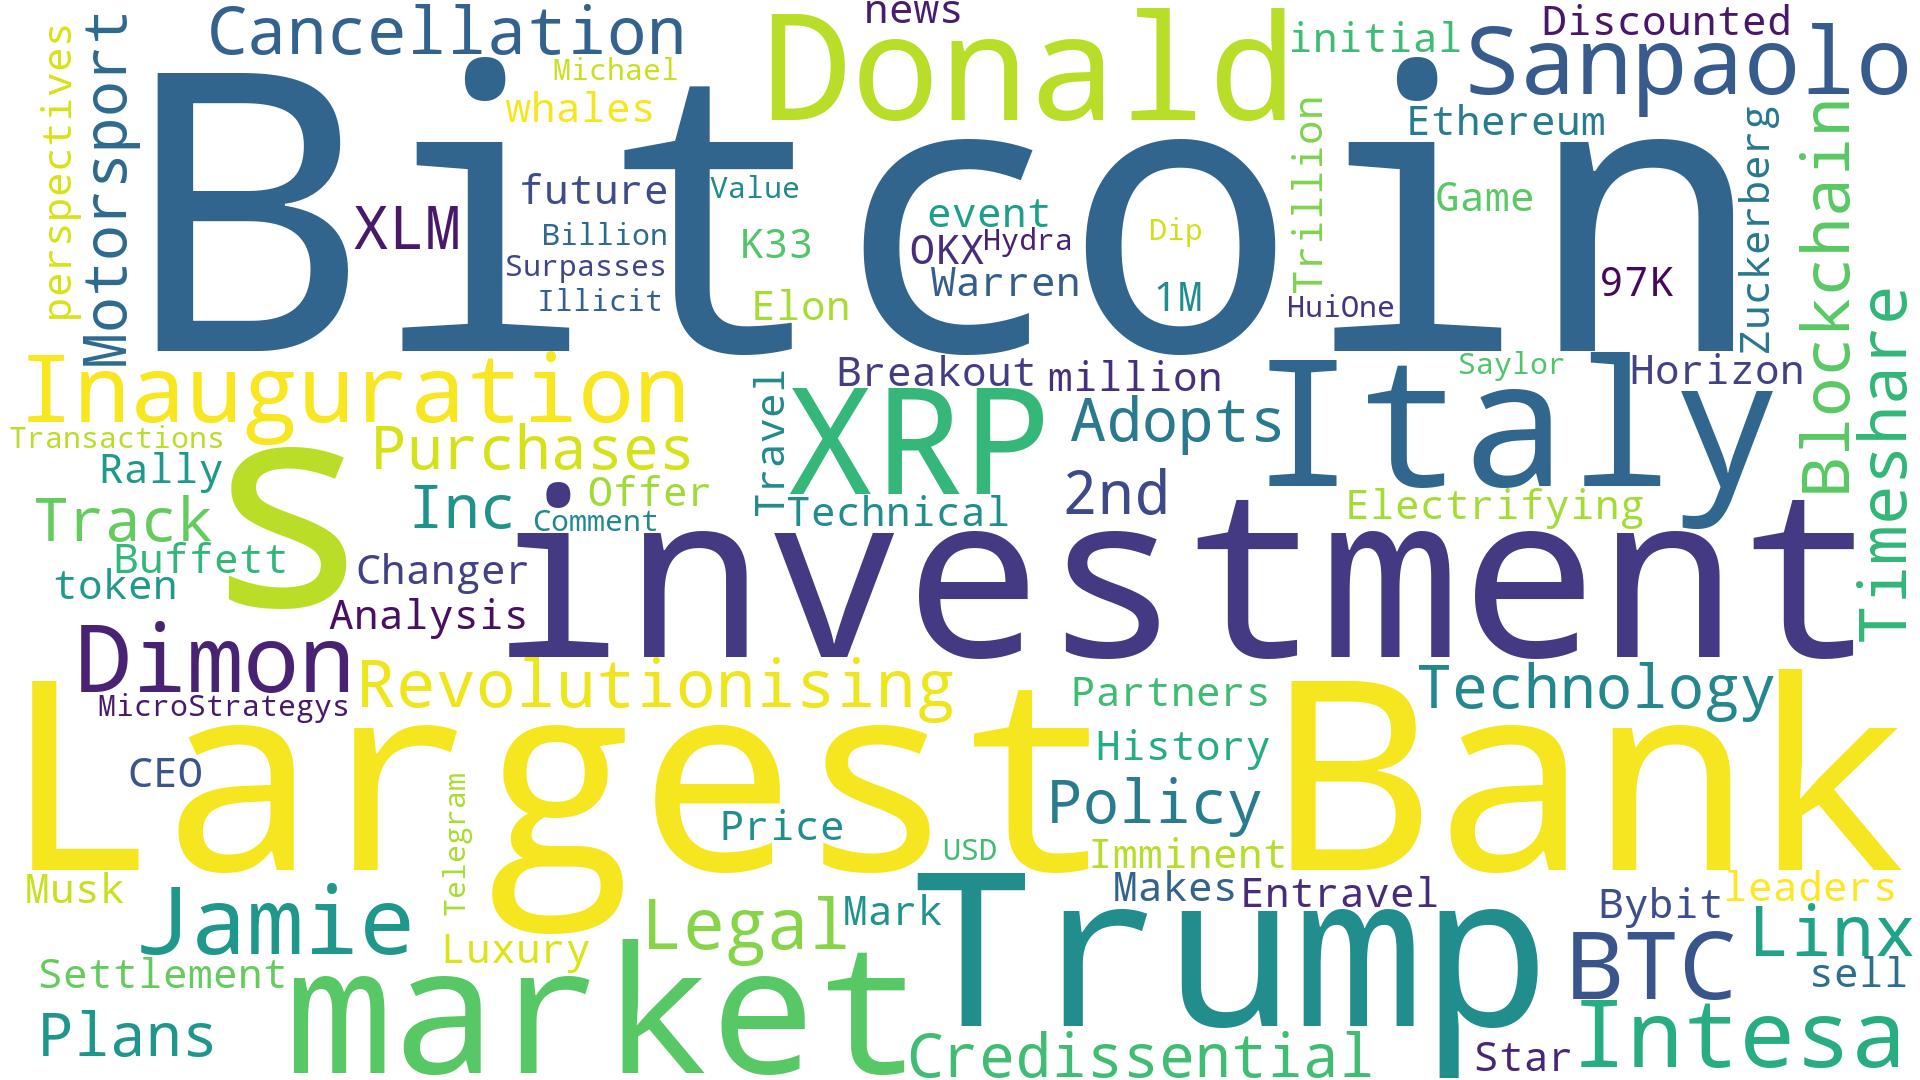 news
Cancellation
Donald
initial
Discounted
Sanpaolo
perspectives
Motorsport
Bitcoin
Michael
whales
Ethereum
Trillion
Zuckerberg
Blockchain
future
XLM
Value
Game
event
Billion
K33
OKX
Hydra
Dip
Surpasses
Warren
Illicit
Elon
1M
HuiOne
97K
Timeshare
Inauguration
Breakout
million
Saylor
Horizon
Italy
Travel
XRP
Adopts
Transactions
Purchases
Rally
s
Inc
Offer
2nd
Track
Comment
Technical
Electrifying
Buffett
token
Changer
investment
Analysis
Dimon
Revolutionising
Partners
Technology
MicroStrategys
Largest
Bank
History
CEO
Telegram
Price
Policy
USD
Imminent
Musk
Makes
Entravel
Bybit
leaders
Jamie
Luxury
Legal
Mark
Trump
BTC
Linx
sell
Settlement
market
Plans
Credissential
Star
Intesa